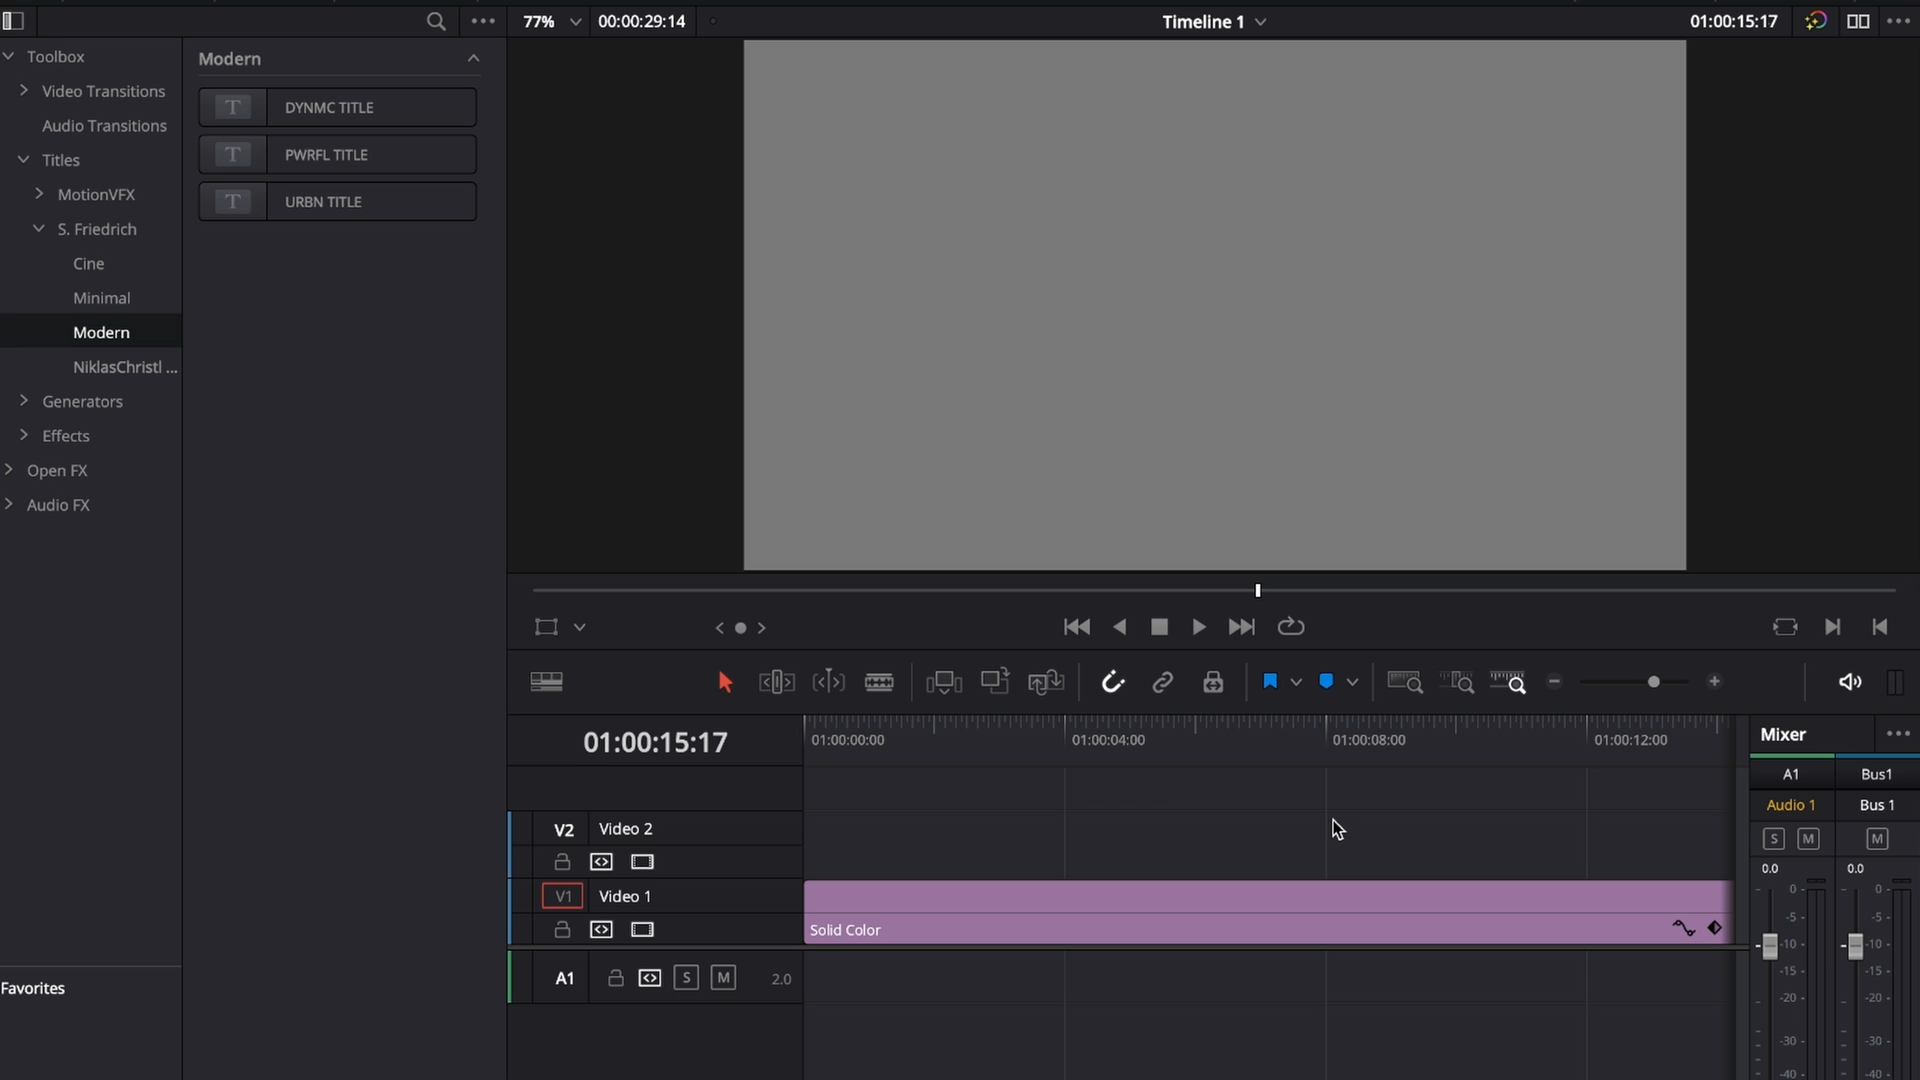 77%
00:00:29:14
Timeline 1
01:00:15:17
Toolbox
Video Transitions
Audio Transitions
Titles
MotionVFX
S. Friedrich
Cine
Minimal
Modern
NiklasChristl ...
Generators
Effects
Open FX
Audio FX
Favorites
Modern
T DYNMC TITLE
T PWRFL TITLE
T URBN TITLE
01:00:15:17
01:00:00:00
01:00:04:00
01:00:08:00
01:00:12:00
V2 Video 2
V1 Video 1
Solid Color
A1 S M 2.0
Mixer
A1 Bus1
Audio 1 Bus 1
S M M
0.0 0.0
0 0
-5 -5
-10 -10
-15 -15
-20 -20
-30 -30
-40 -40